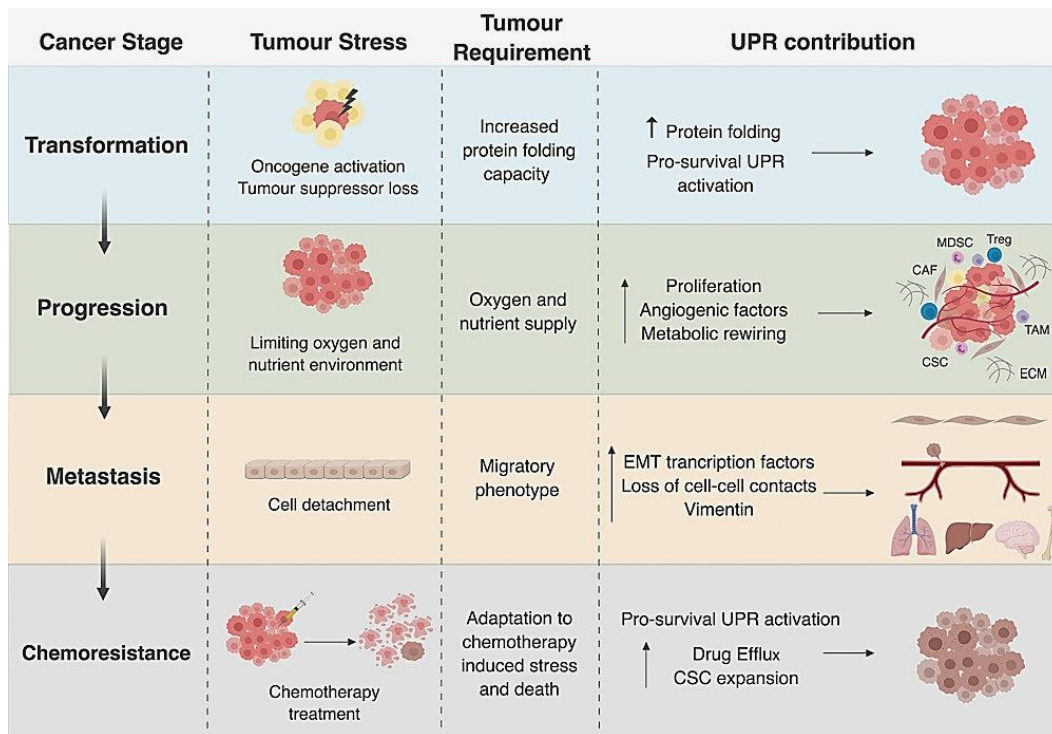 Cancer Stage
Tumour Stress
Tumour
Requirement
UPR contribution
Transformation
Oncogene activation
Tumour suppressor loss
Increased
protein folding
capacity
↑ Protein folding
Pro-survival UPR
activation
Progression
Limiting oxygen and
nutrient environment
Oxygen and
nutrient supply
Proliferation
Angiogenic factors
Metabolic rewiring
MDSC
Treg
CAF
TAM
CSC
ECM
Metastasis
Cell detachment
Migratory
phenotype
EMT trancription factors
Loss of cell-cell contacts
Vimentin
Chemoresistance
Chemotherapy
treatment
Adaptation to
chemotherapy
induced stress
and death
Pro-survival UPR activation
Drug Efflux
CSC expansion